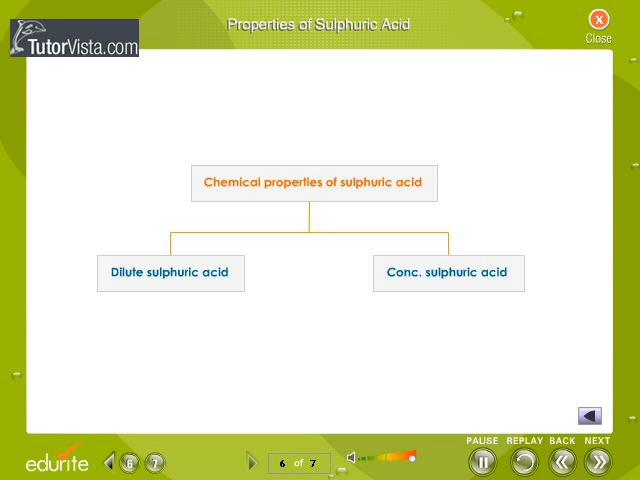 Properties of Sulphuric Acid
X
Close
TutorVista.com
Chemical properties of sulphuric acid
Dilute sulphuric acid
Conc. sulphuric acid
PAUSE REPLAY BACK NEXT
edurite
6 7
6 of 7